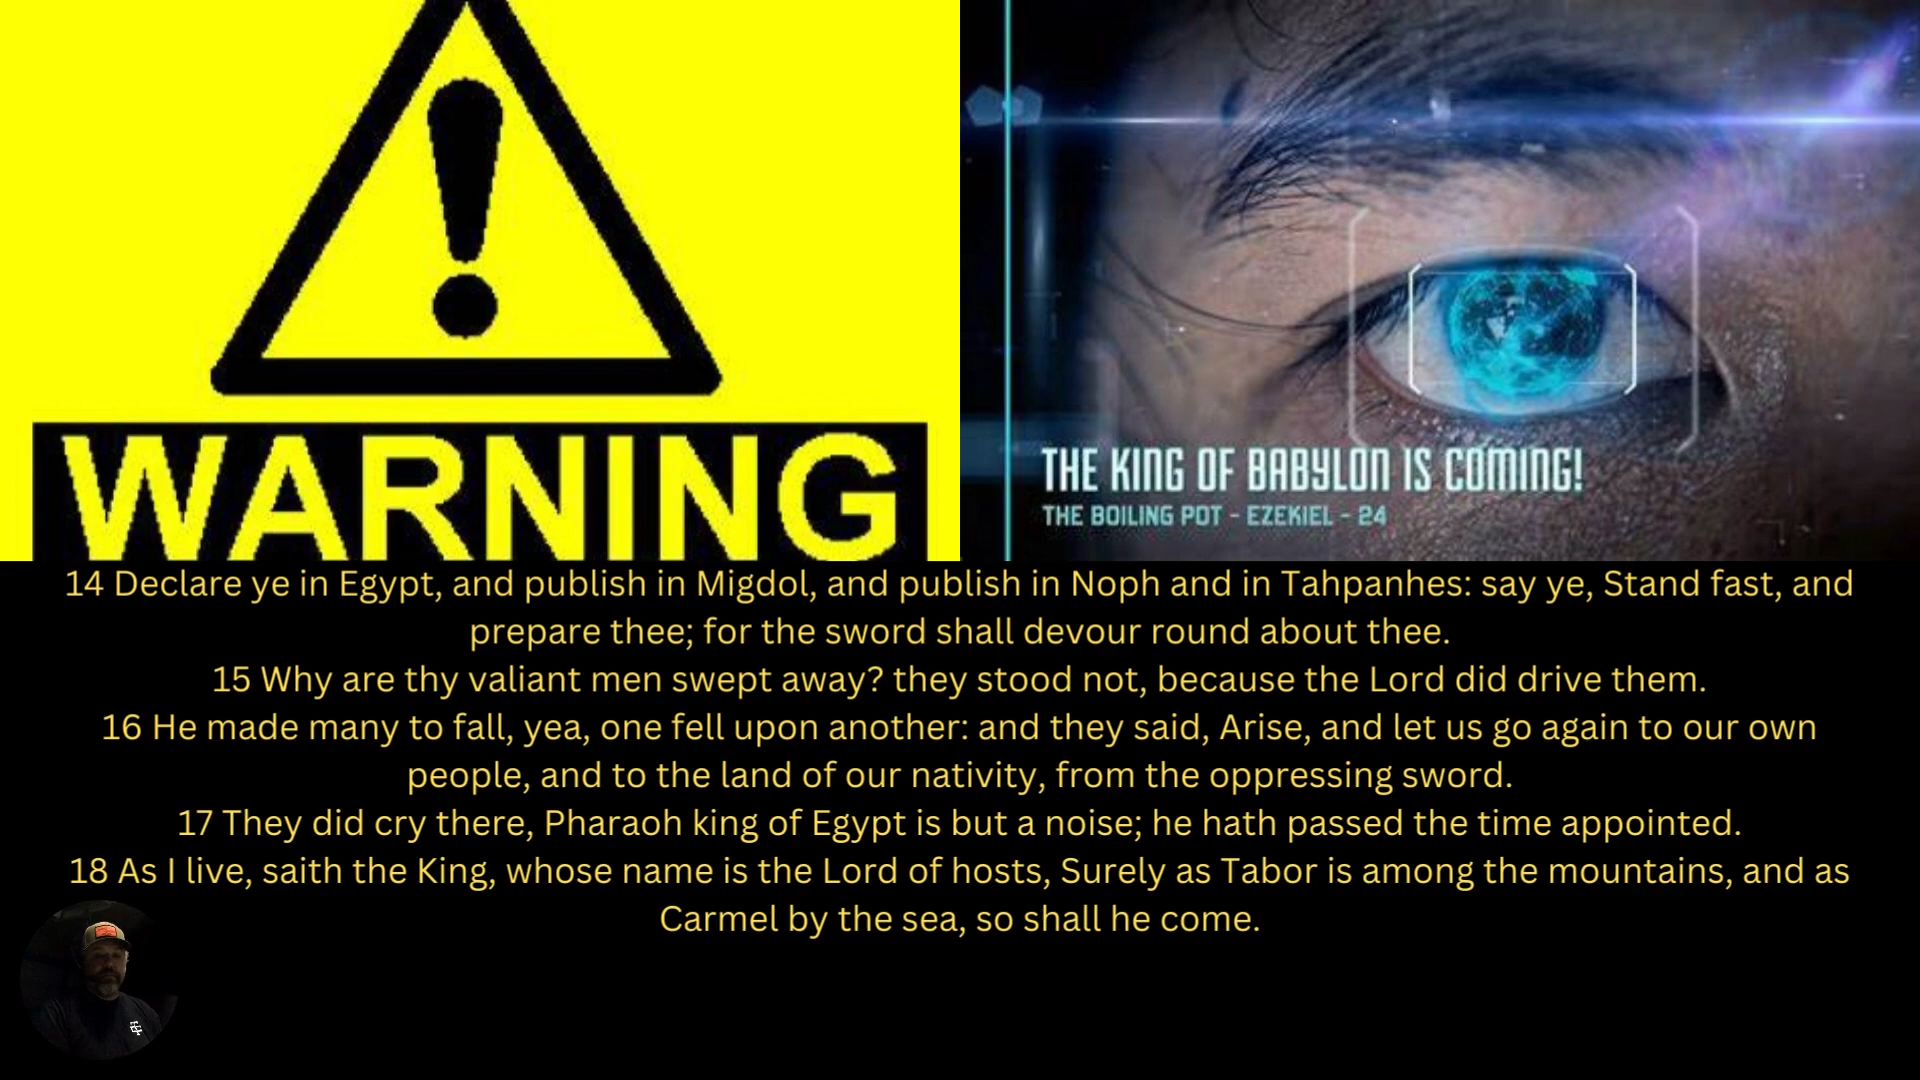 WARNING
THE KING OF BABYLON IS COMING!
THE BOILING POT - EZEKIEL - 24
14 Declare ye in Egypt, and publish in Migdol, and publish in Noph and in Tahpanhes: say ye, Stand fast, and
prepare thee; for the sword shall devour round about thee.
15 Why are thy valiant men swept away? they stood not, because the Lord did drive them.
16 He made many to fall, yea, one fell upon another: and they said, Arise, and let us go again to our own
people, and to the land of our nativity, from the oppressing sword.
17 They did cry there, Pharaoh king of Egypt is but a noise; he hath passed the time appointed.
18 As I live, saith the King, whose name is the Lord of hosts, Surely as Tabor is among the mountains, and as
Carmel by the sea, so shall he come.